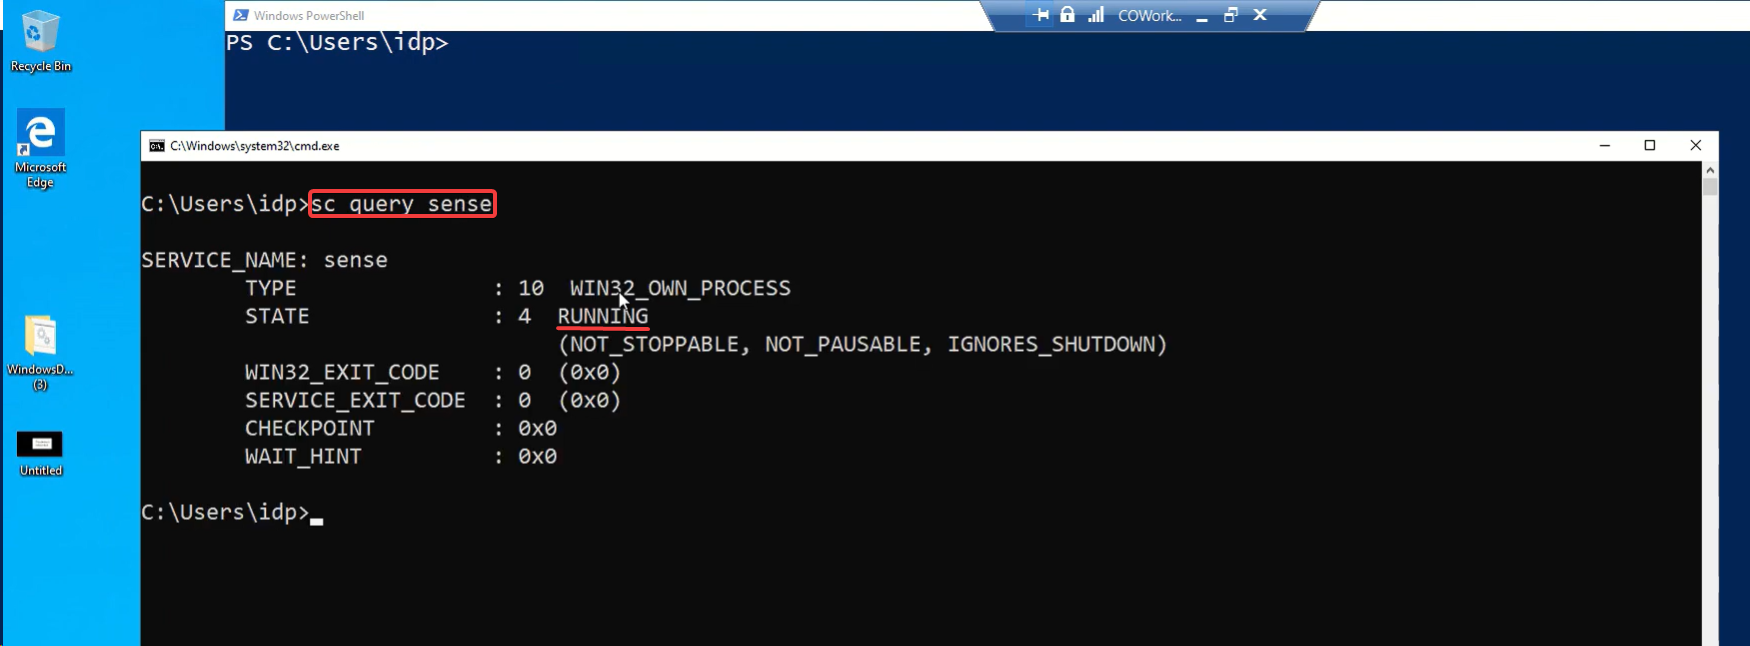 Windows PowerShell
COWork...
Recycle Bin
PS C:\Users\idp>
Microsoft
Edge
C:\Windows\system32\cmd.exe
C:\Users\idp>sc query sense
SERVICE_NAME: sense
TYPE : 10 WIN32_OWN_PROCESS
STATE : 4 RUNNING
(NOT_STOPPABLE, NOT_PAUSABLE, IGNORES_SHUTDOWN)
WIN32_EXIT_CODE : 0 (0x0)
SERVICE_EXIT_CODE : 0 (0x0)
CHECKPOINT : 0x0
WAIT_HINT : 0x0
C:\Users\idp>
WindowsD...
(3)
Untitled